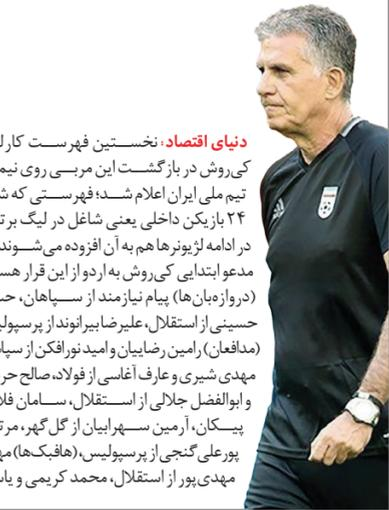 دنیای اقتصاد: نخستین فهرست کارلوس
کی‌روش در بازگشت این مربی روی نیم
تیم ملی ایران اعلام شد؛ فهرستی که ش
۲۴ بازیکن داخلی یعنی شاغل در لیگ برت
در ادامه لژیونرها هم به آن افزوده می‌شوند
مدعو ابتدایی کی‌روش به اردو از این قرار هس
(دروازه‌بان‌ها) پیام نیازمند از سپاهان، حس
حسینی از استقلال، علیرضا بیرانوند از پرسپولی
(مدافعان) رامین رضاییان و امید نورافکن از سپا
مهدی شیری و عارف آغاسی از فولاد، صالح حر
و ابوالفضل جلالی از استقلال، سامان فلا
پیکان، آرمین سهرابیان از گل‌گهر، مرت
پورعلی‌گنجی از پرسپولیس، (هافبک‌ها) مه
مهدی‌پور از استقلال، محمد کریمی و یاس